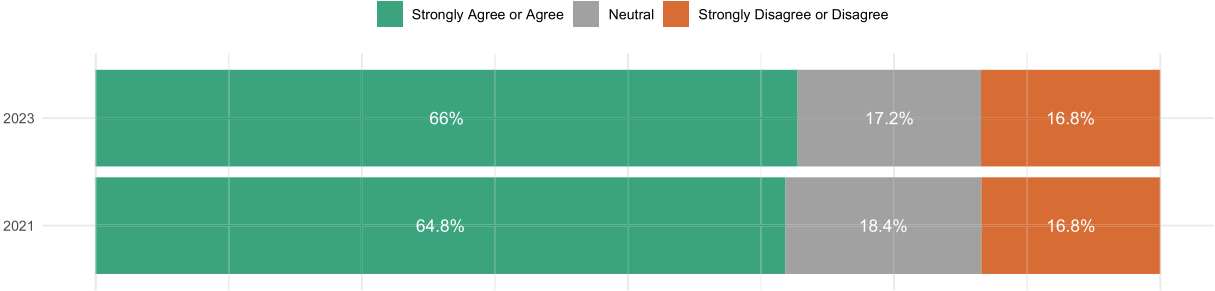 Strongly Agree or Agree Neutral Strongly Disagree or Disagree
2023 66% 17.2% 16.8%
2021 64.8% 18.4% 16.8%